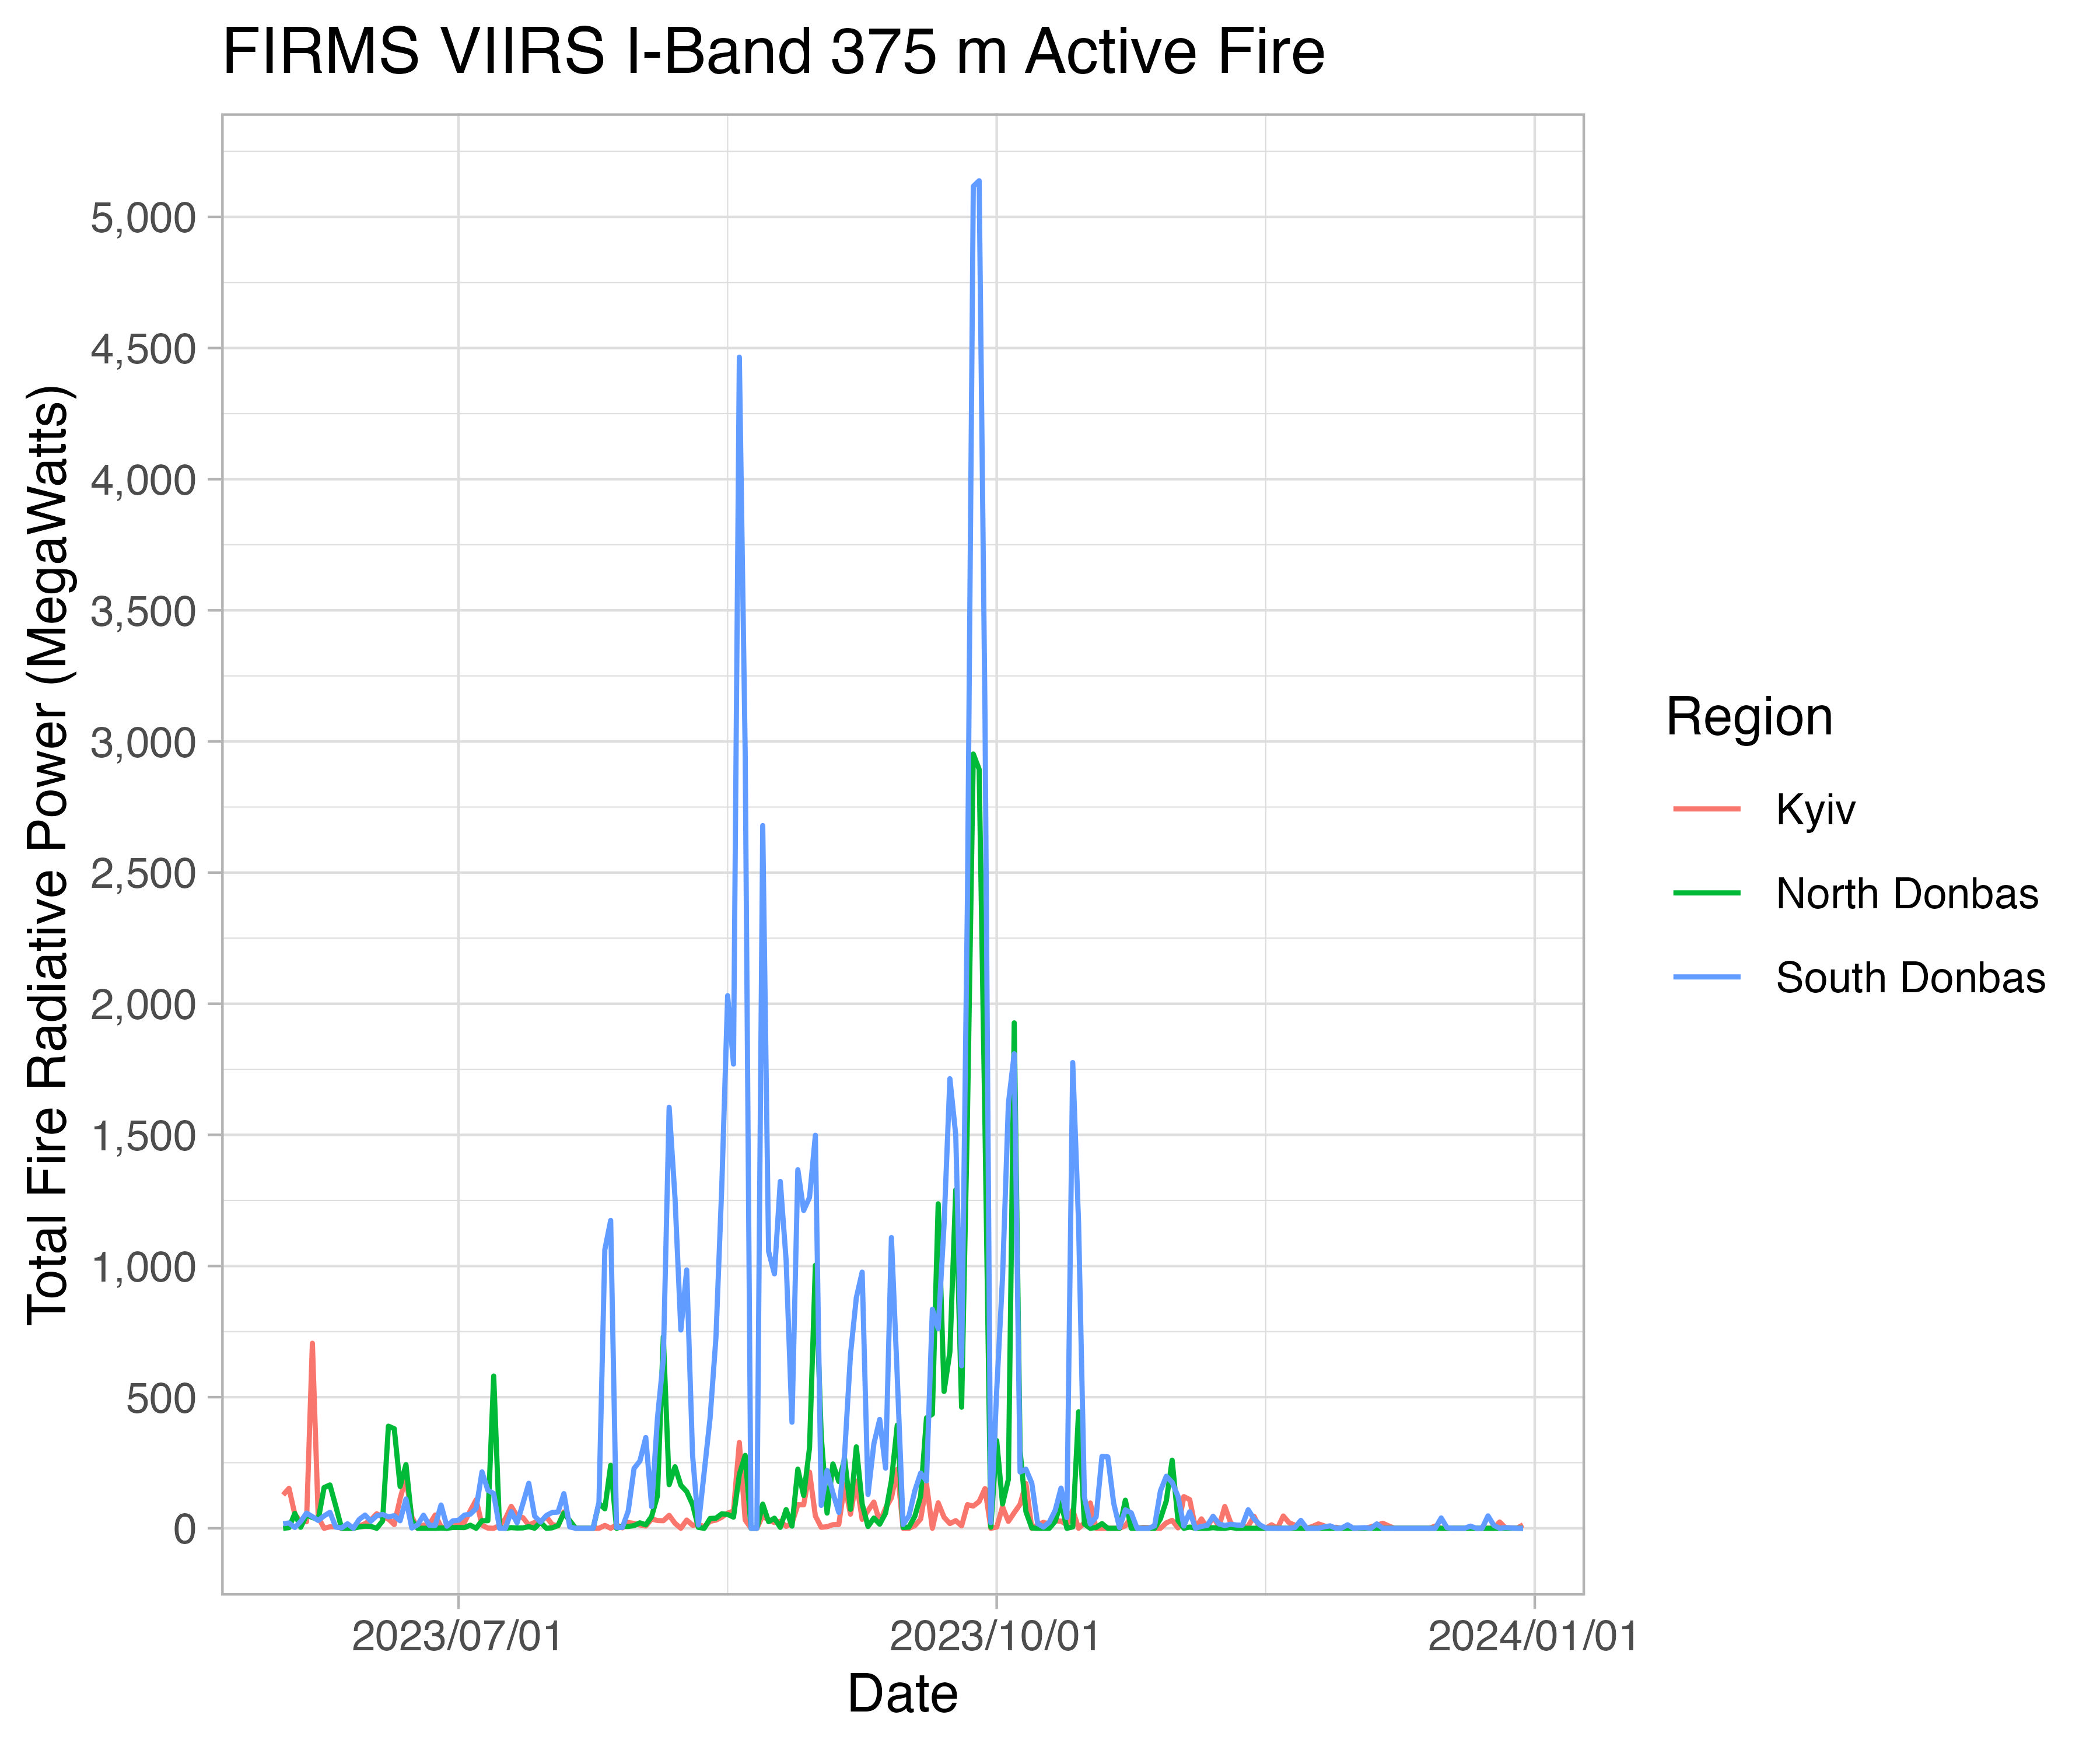 FIRMS VIIRS I-Band 375 m Active Fire
Total Fire Radiative Power (MegaWatts)
5,000
4,500
4,000
3,500
3,000
2,500
2,000
1,500
1,000
500
0
2023/07/01
2023/10/01
2024/01/01
Date
Region
Kyiv
North Donbas
South Donbas